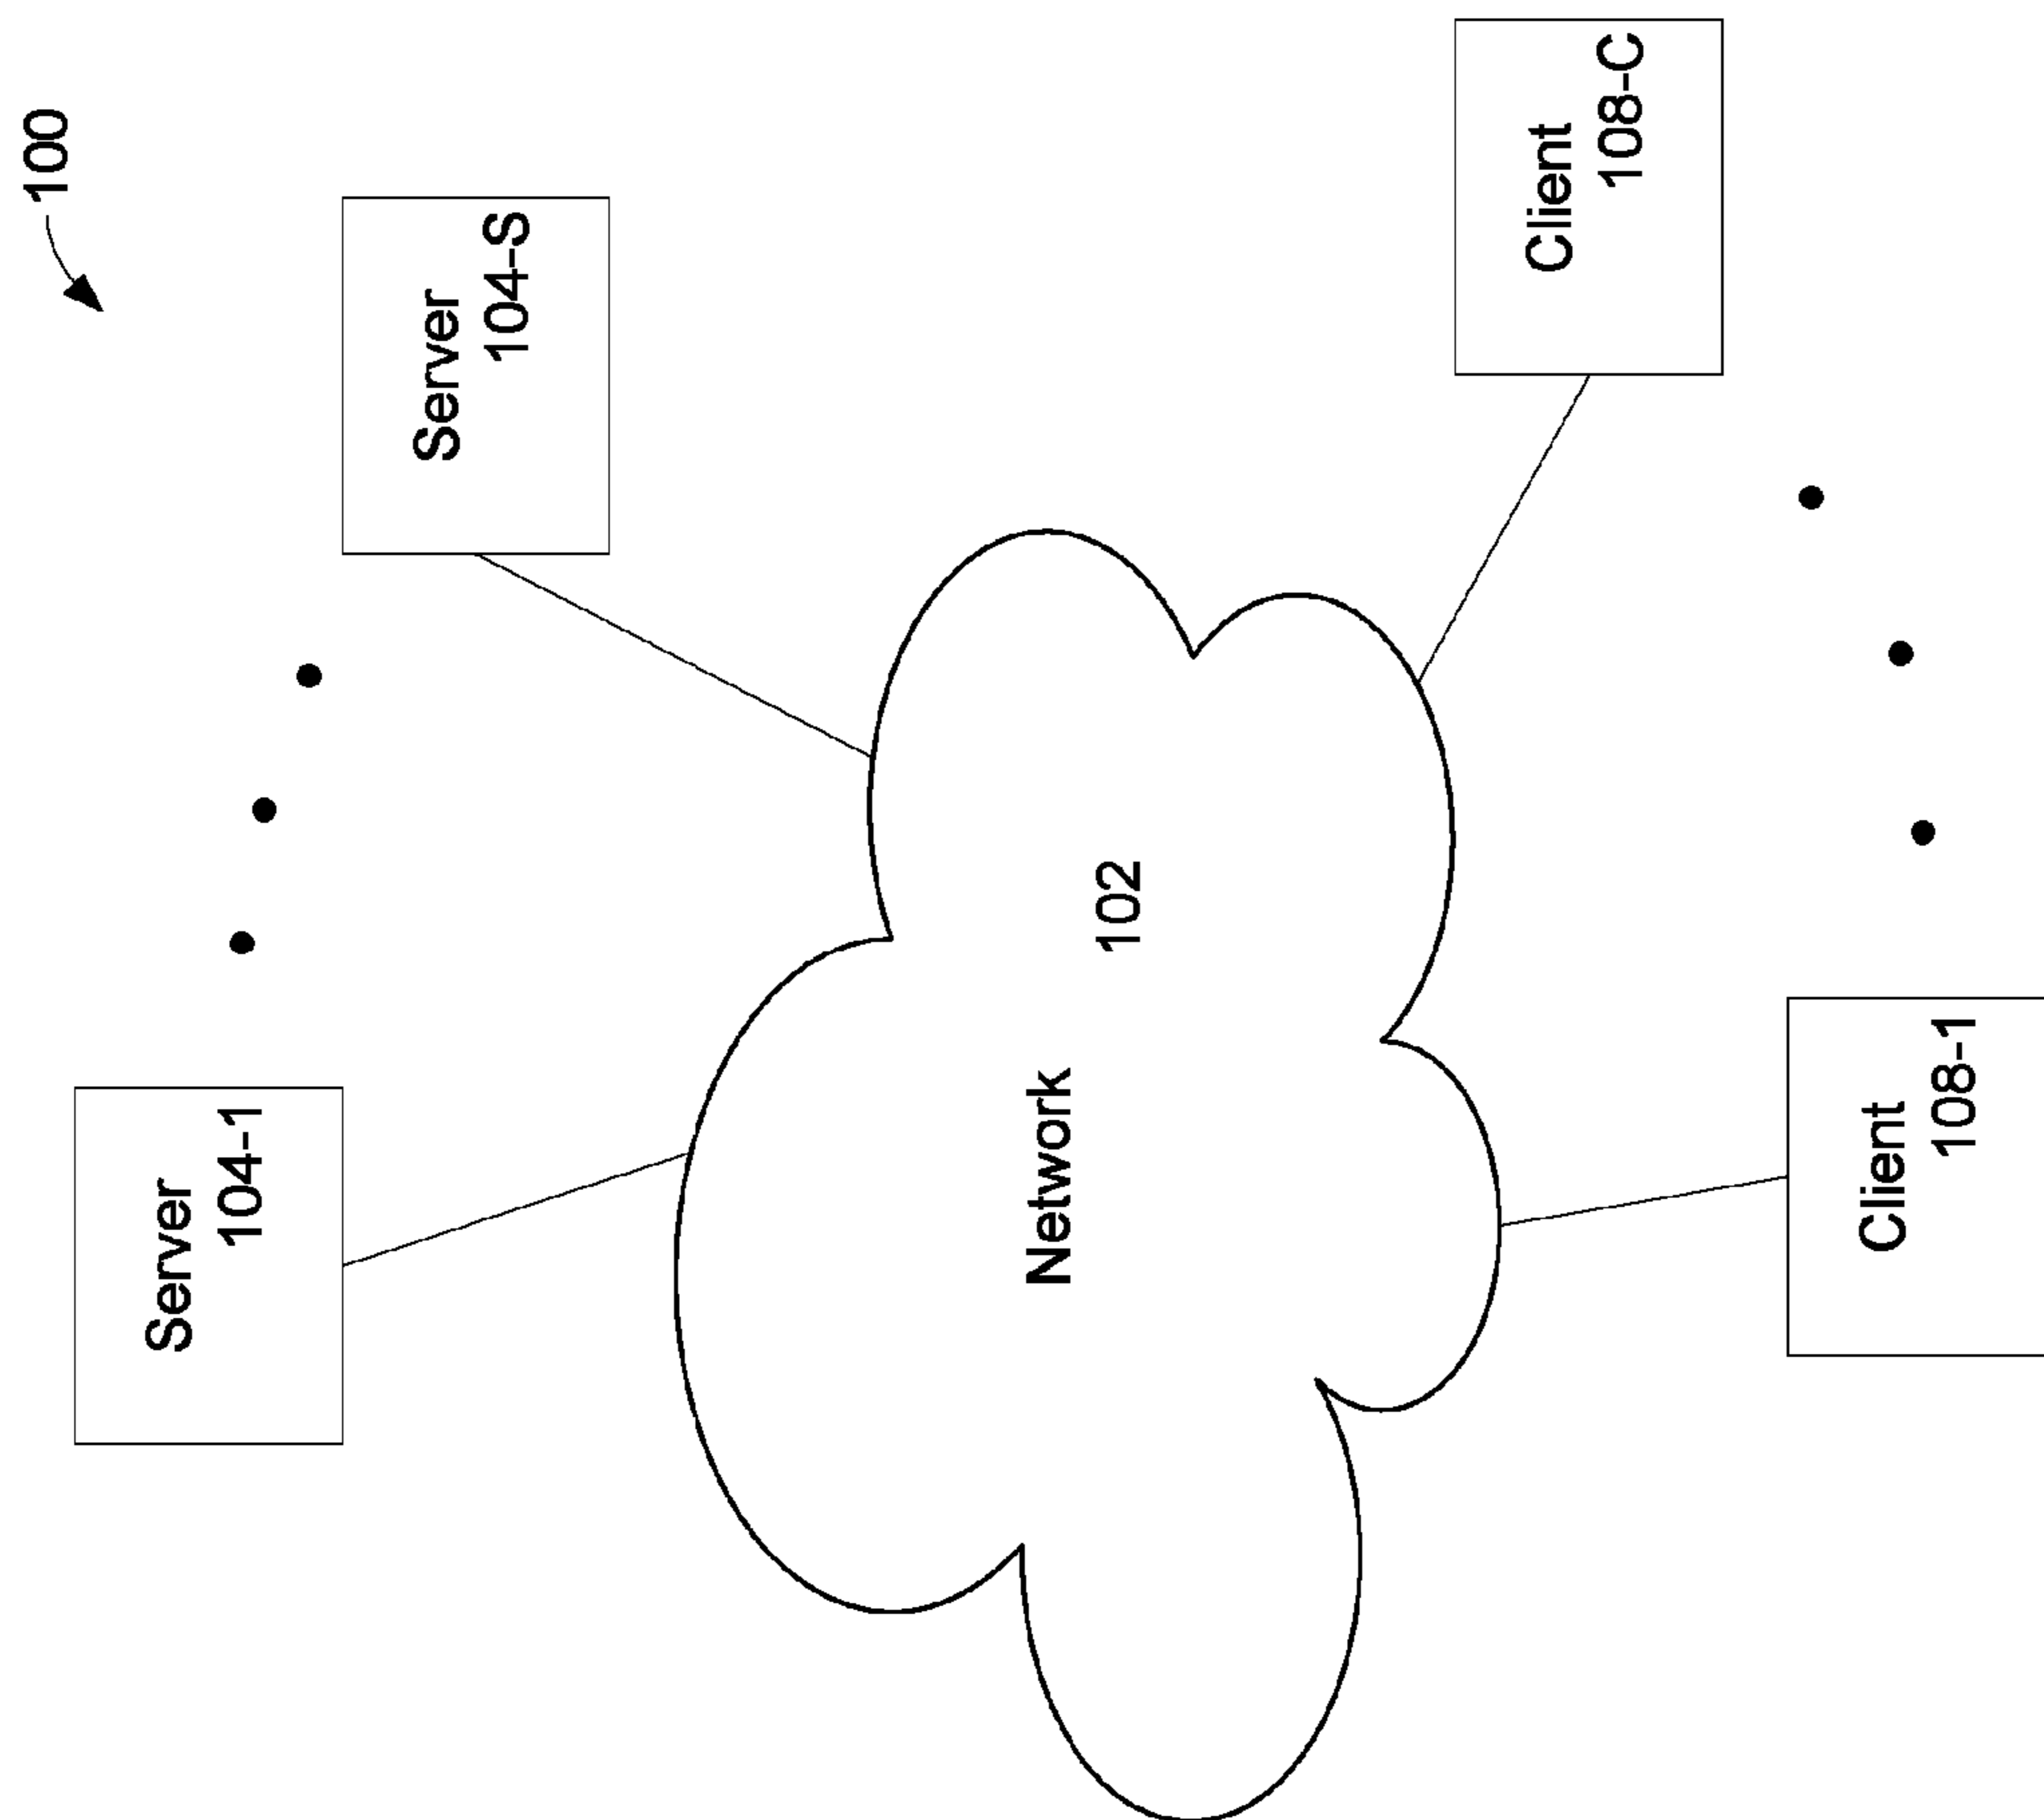 100
Server
104-1
Server
104-S
Network
102
Client
108-1
Client
108-C